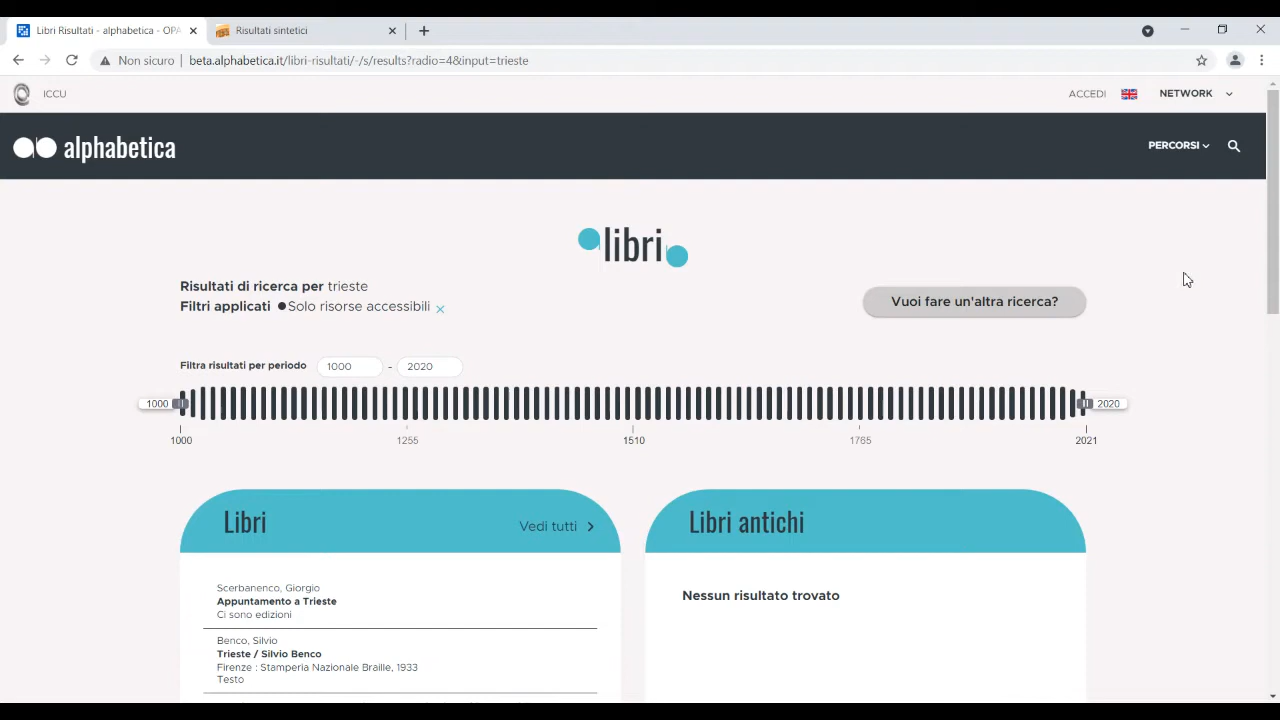 Libri Risultati - alphabetica - OPA
Risultati sintetici
Non sicuro
beta.alphabetica.it/libri-risultati/-/s/results?radio=4&input=trieste
ICCU
ACCEDI
NETWORK
alphabetica
PERCORSI
libri
Risultati di ricerca per trieste
Filtri applicati Solo risorse accessibili
Vuoi fare un'altra ricerca?
Filtra risultati per periodo 1000 - 2020
1000
2020
1000 1255 1510 1765 2021
Libri
Vedi tutti
Libri antichi
Scerbanenco, Giorgio
Appuntamento a Trieste
Ci sono edizioni
Nessun risultato trovato
Benco, Silvio
Trieste / Silvio Benco
Firenze : Stamperia Nazionale Braille, 1933
Testo